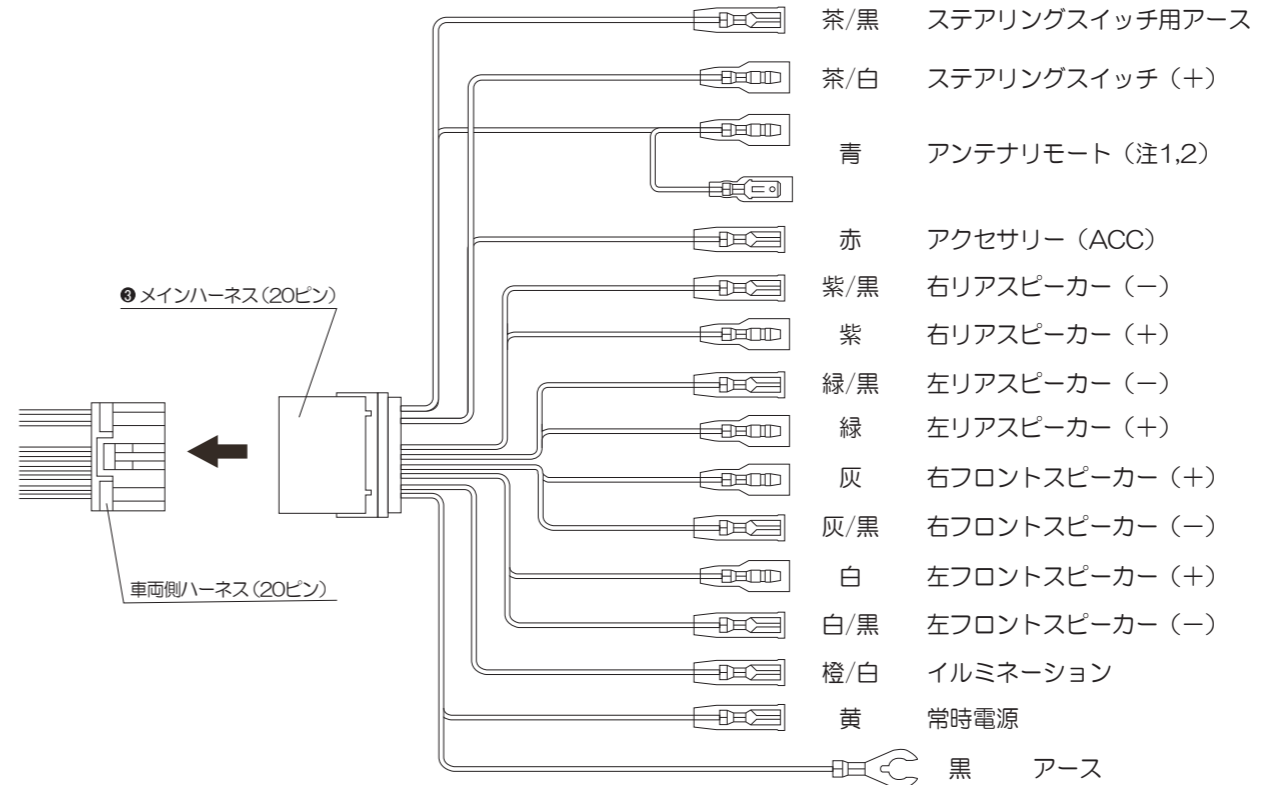 茶/黒 ステアリングスイッチ用アース
茶/白 ステアリングスイッチ（＋）
青 アンテナリモート（注1,2）
赤 アクセサリー（ACC）
紫/黒 右リアスピーカー（－）
❸メインハーネス（20ピン）
紫 右リアスピーカー（＋）
緑/黒 左リアスピーカー（－）
緑 左リアスピーカー（＋）
灰 右フロントスピーカー（＋）
灰/黒 右フロントスピーカー（－）
白 左フロントスピーカー（＋）
車両側ハーネス（20ピン）
白/黒 左フロントスピーカー（－）
橙/白 イルミネーション
黄 常時電源
黒 アース